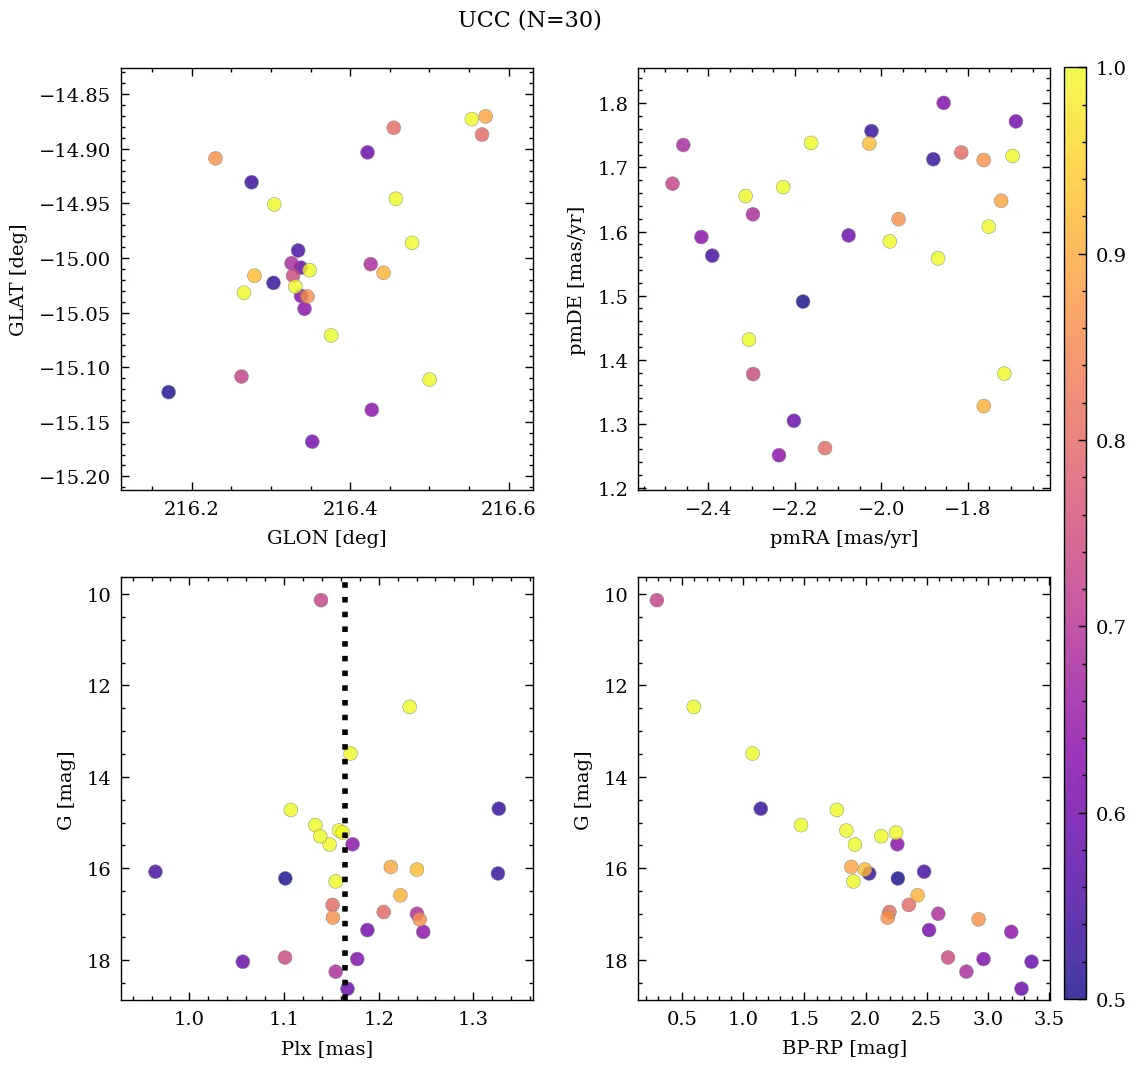 UCC (N=30)
−14.85
−14.90
−14.95
−15.00
−15.05
−15.10
−15.15
−15.20
GLAT [deg]
216.2 216.4 216.6
GLON [deg]
1.8
1.7
1.6
1.5
1.4
1.3
1.2
pmDE [mas/yr]
−2.4 −2.2 −2.0 −1.8
pmRA [mas/yr]
10
12
14
16
18
G [mag]
1.0 1.1 1.2 1.3
Plx [mas]
10
12
14
16
18
G [mag]
0.5 1.0 1.5 2.0 2.5 3.0 3.5
BP-RP [mag]
1.0
0.9
0.8
0.7
0.6
0.5